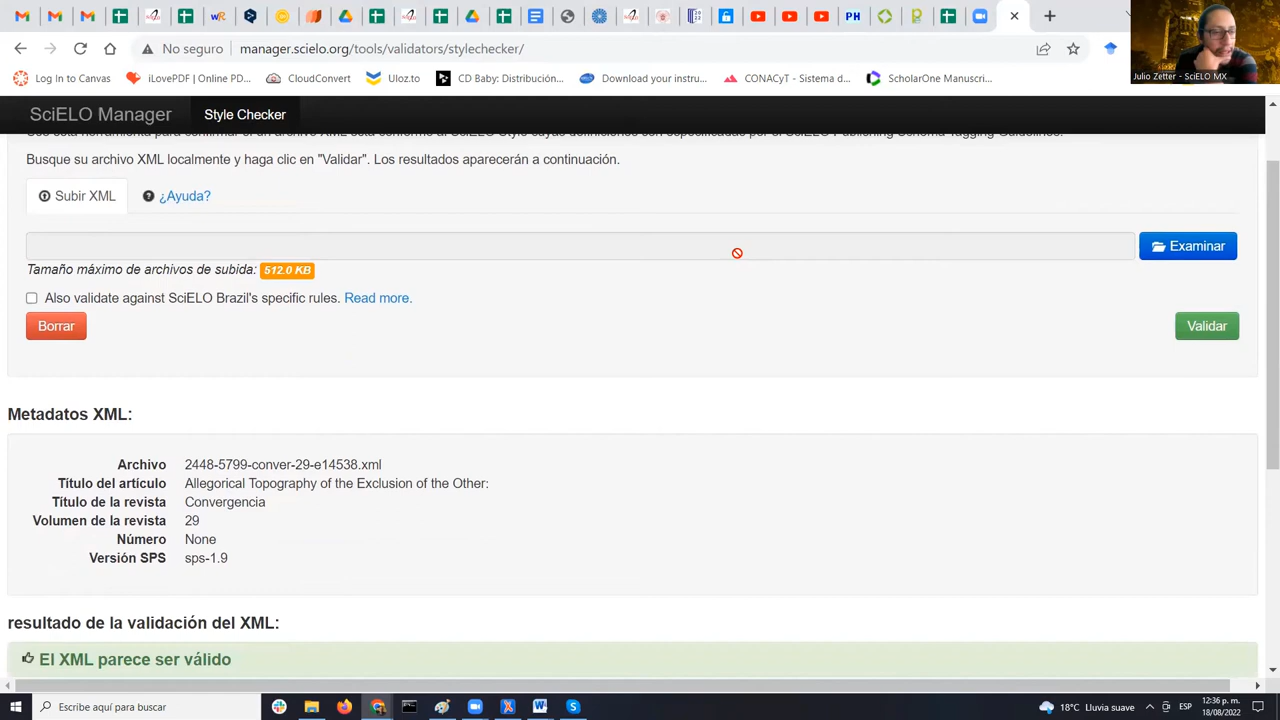 No seguro
manager.scielo.org/tools/validators/stylechecker/
Julio Zetter - SciELO MX
Log In to Canvas
iLovePDF | Online PD...
CloudConvert
Uloz.to
CD Baby: Distribución...
Download your instru...
CONACyT - Sistema d...
ScholarOne Manuscri...
SciELO Manager
Style Checker
Busque su archivo XML localmente y haga clic en "Validar". Los resultados aparecerán a continuación.
Subir XML
¿Ayuda?
Examinar
Tamaño máximo de archivos de subida: 512.0 KB
Also validate against SciELO Brazil's specific rules. Read more.
Borrar
Validar
Metadatos XML:
Archivo 2448-5799-conver-29-e14538.xml
Título del artículo Allegorical Topography of the Exclusion of the Other:
Título de la revista Convergencia
Volumen de la revista 29
Número None
Versión SPS sps-1.9
resultado de la validación del XML:
El XML parece ser válido
Escribe aquí para buscar
18°C Lluvia suave
ESP
12:36 p. m.
18/08/2022